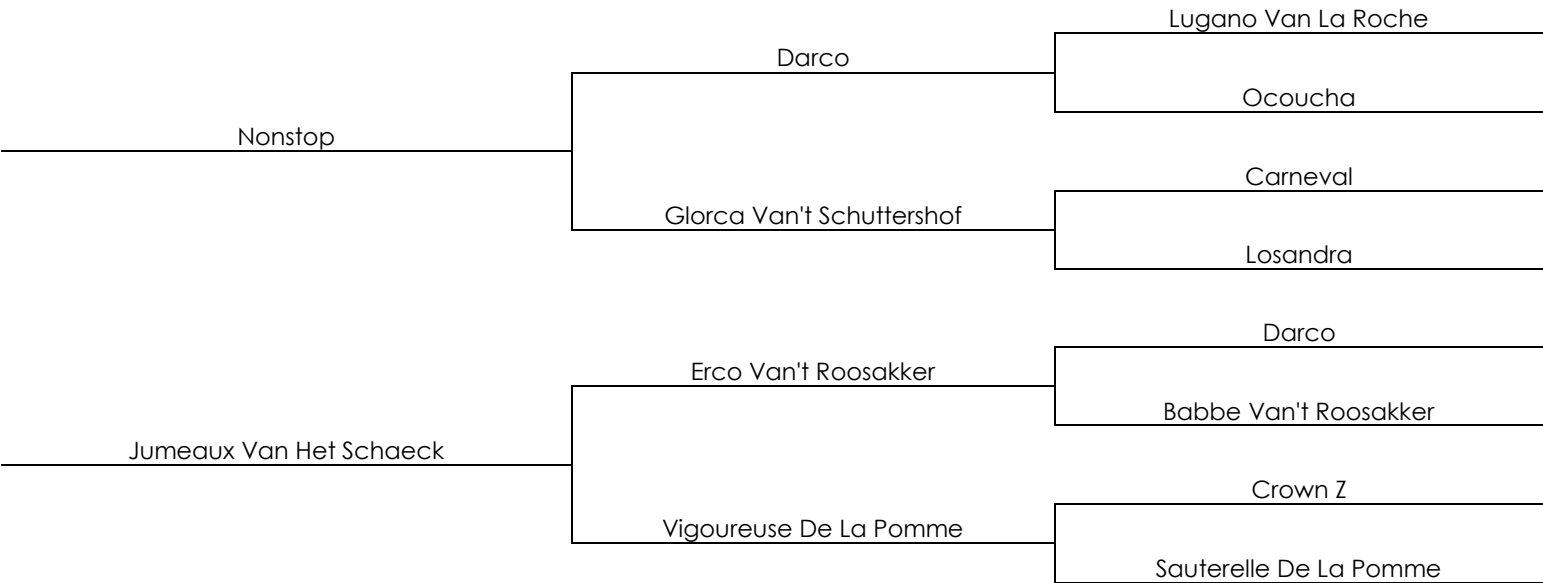 Lugano Van La Roche
Darco
Ocoucha
Nonstop
Carneval
Glorca Van't Schuttershof
Losandra
Darco
Erco Van't Roosakker
Babbe Van't Roosakker
Jumeaux Van Het Schaeck
Crown Z
Vigoureuse De La Pomme
Sauterelle De La Pomme